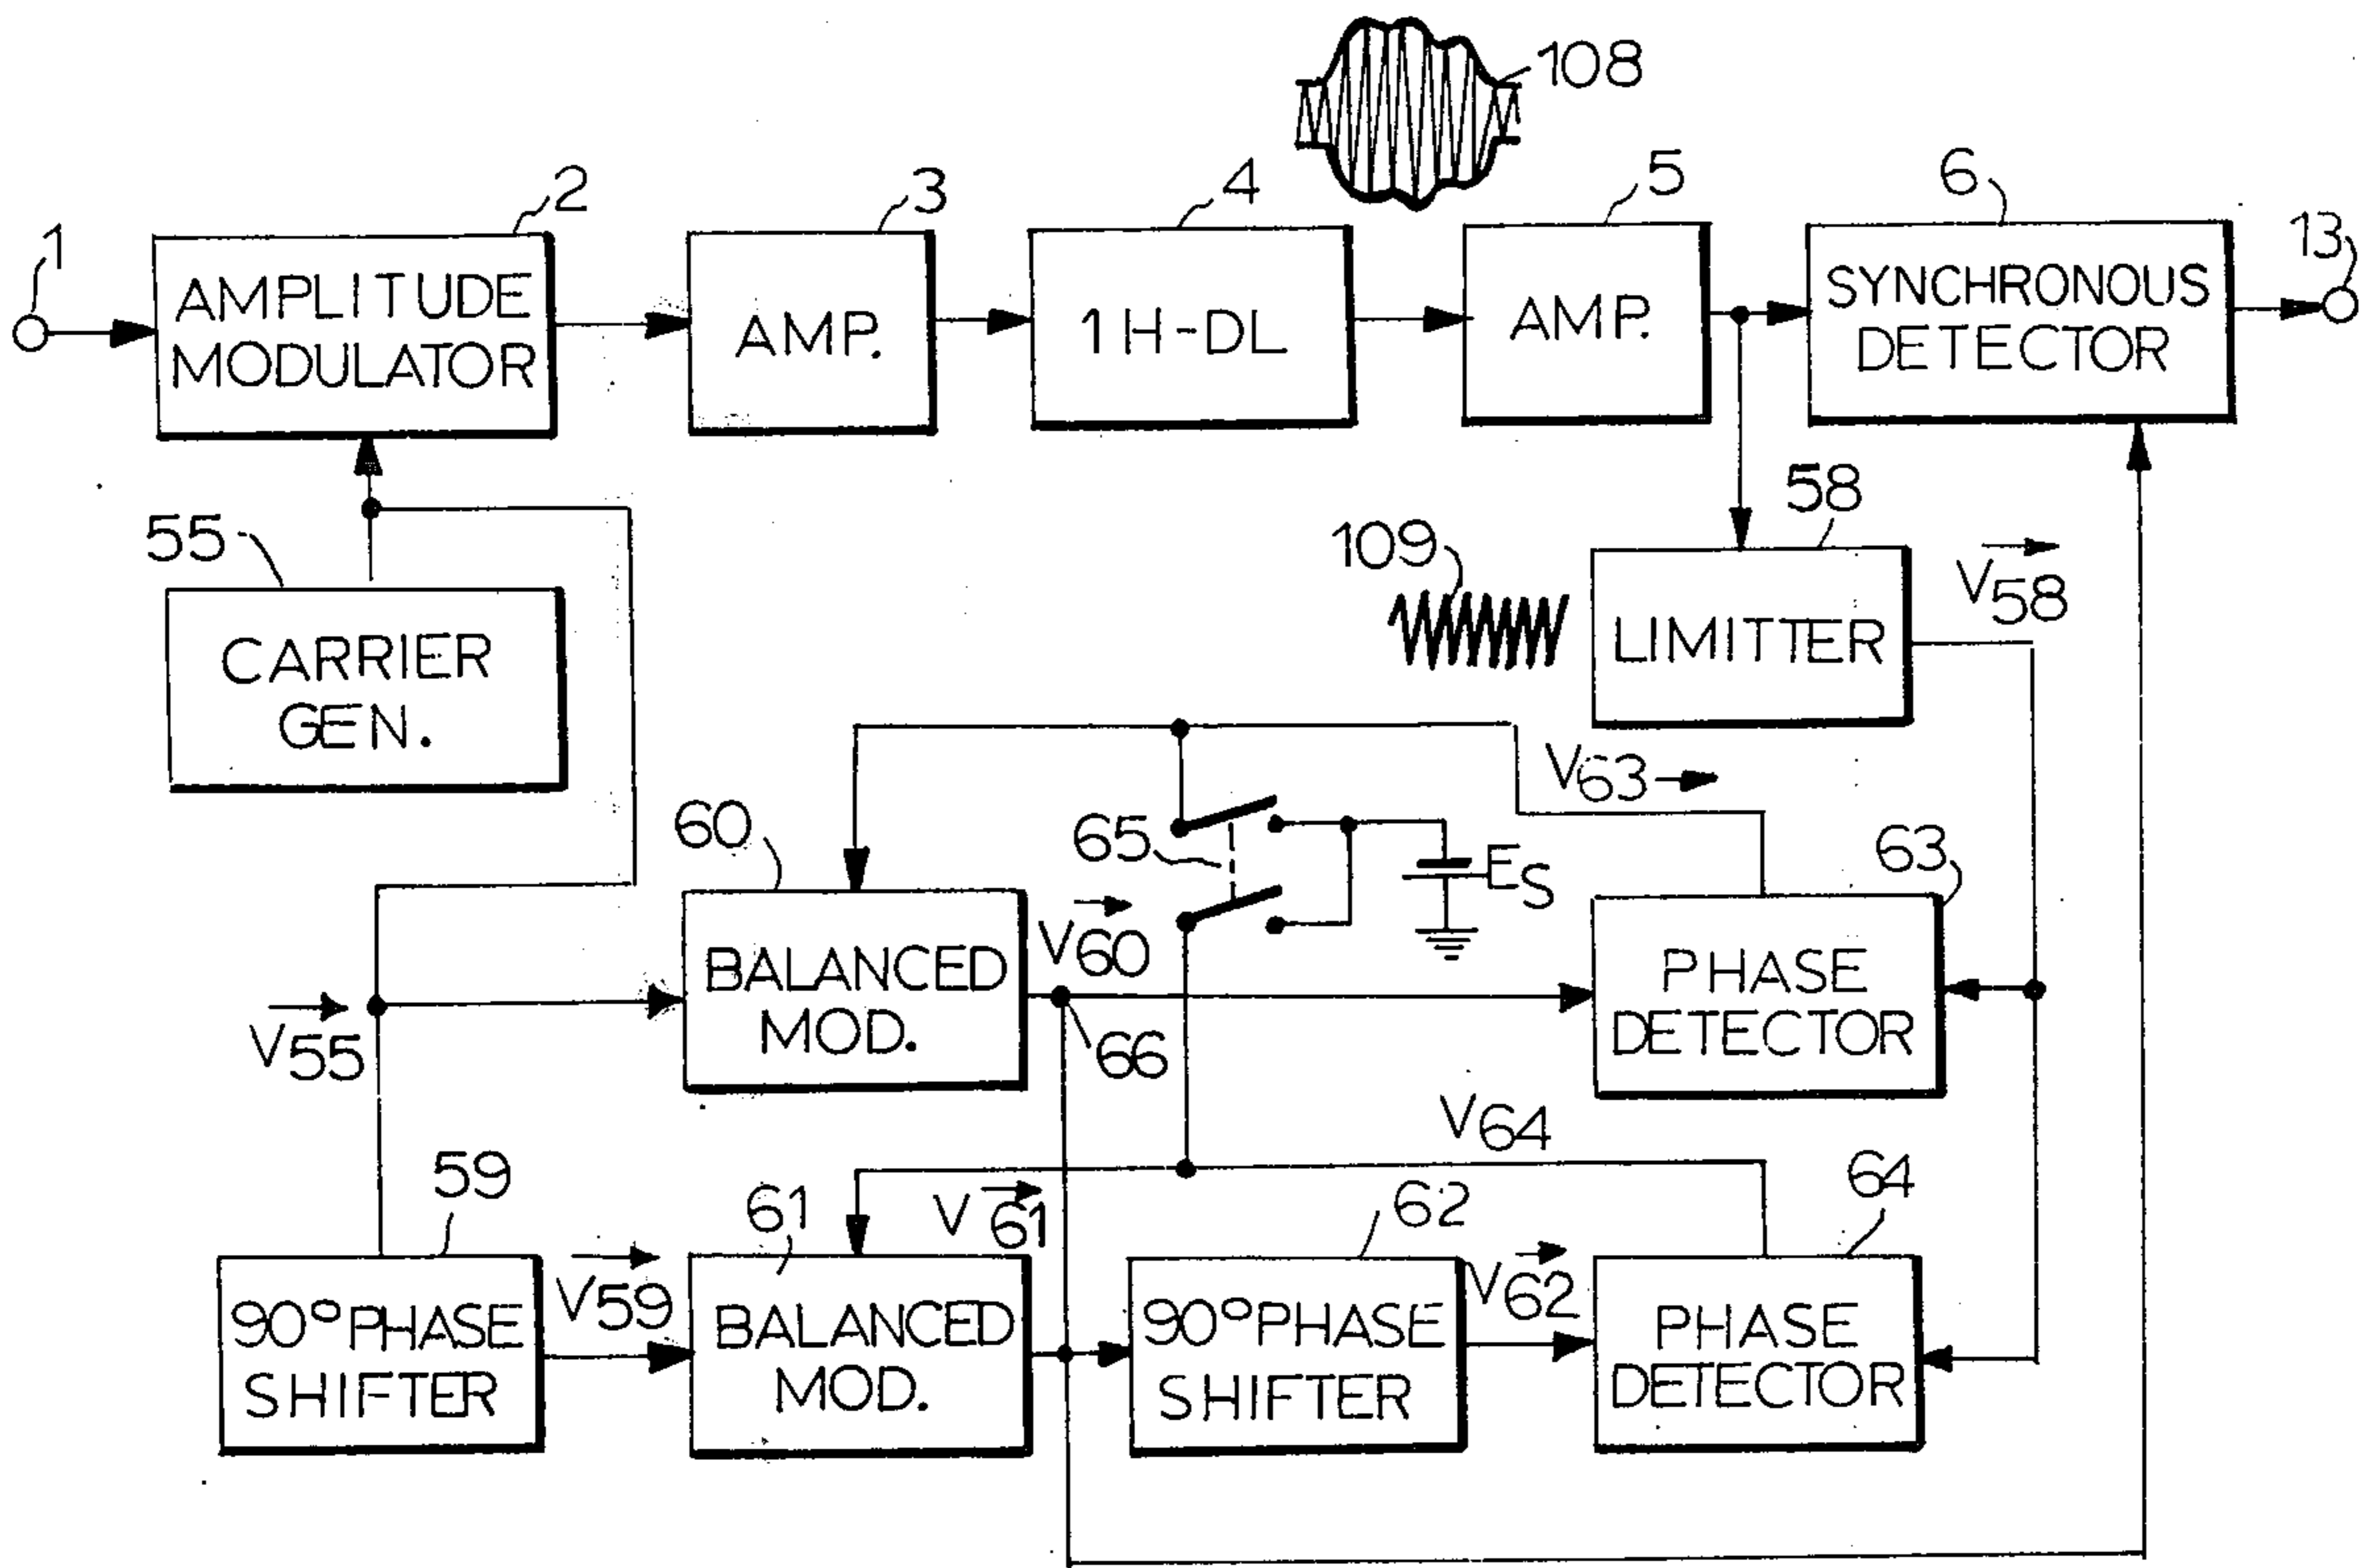 108
1
2
3
4
5
6
13
AMPLITUDE
MODULATOR
AMP.
1H-DL
AMP.
SYNCHRONOUS
DETECTOR
55
CARRIER
GEN.
109
58
LIMITTER
V58
V63
60
65
ES
63
BALANCED
MOD.
V60
66
PHASE
DETECTOR
V55
V64
59
61
V61
62
64
90°PHASE
SHIFTER
V59
BALANCED
MOD.
90°PHASE
SHIFTER
V62
PHASE
DETECTOR